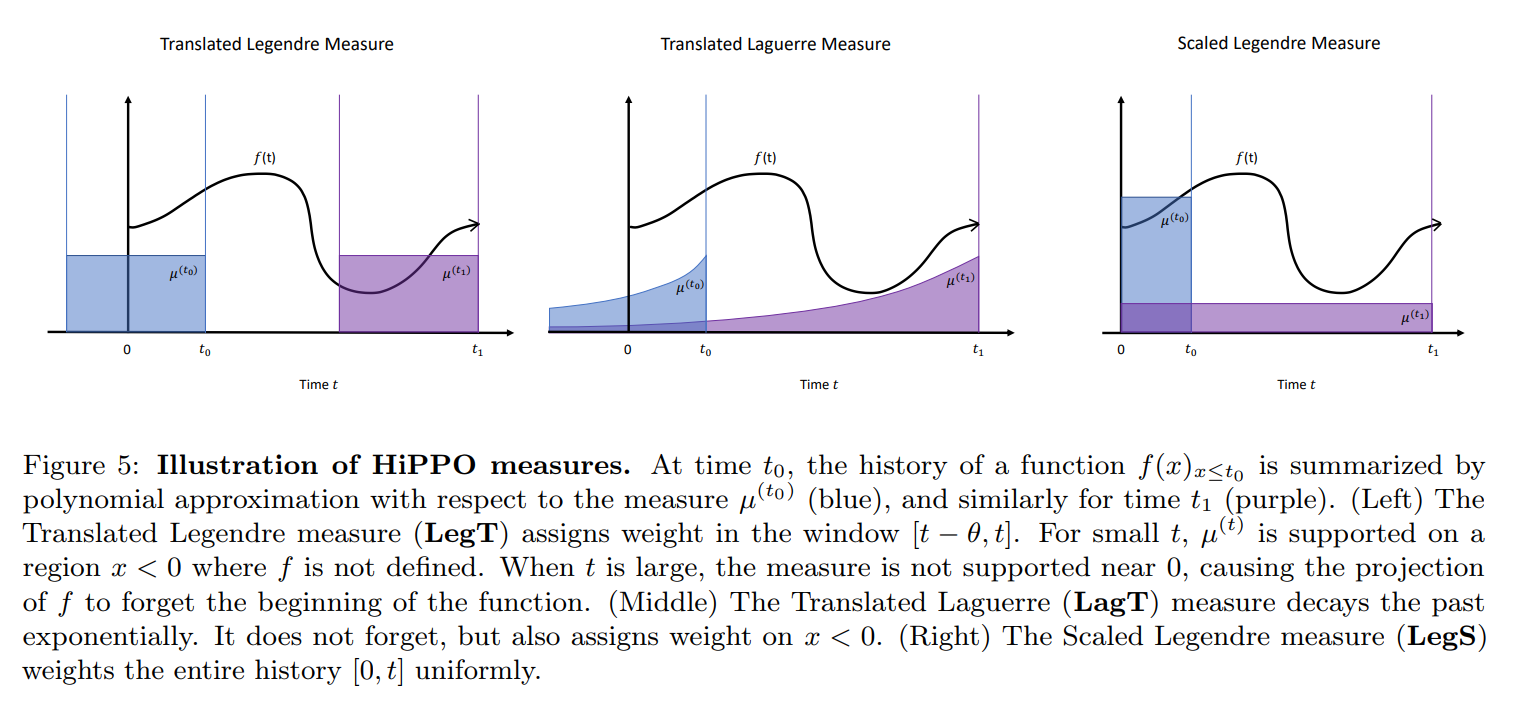 Translated Legendre Measure
f(t)
μ^(t₀)
μ^(t₁)
0 t₀ t₁
Time t
Translated Laguerre Measure
f(t)
μ^(t₀)
μ^(t₁)
0 t₀ t₁
Time t
Scaled Legendre Measure
f(t)
μ^(t₀)
μ^(t₁)
0 t₀ t₁
Time t
Figure 5: Illustration of HiPPO measures. At time t₀, the history of a function f(x)ₓ≤ₜ₀ is summarized by
polynomial approximation with respect to the measure μ^(t₀) (blue), and similarly for time t₁ (purple). (Left) The
Translated Legendre measure (LegT) assigns weight in the window [t − θ, t]. For small t, μ^(t) is supported on a
region x < 0 where f is not defined. When t is large, the measure is not supported near 0, causing the projection
of f to forget the beginning of the function. (Middle) The Translated Laguerre (LagT) measure decays the past
exponentially. It does not forget, but also assigns weight on x < 0. (Right) The Scaled Legendre measure (LegS)
weights the entire history [0, t] uniformly.